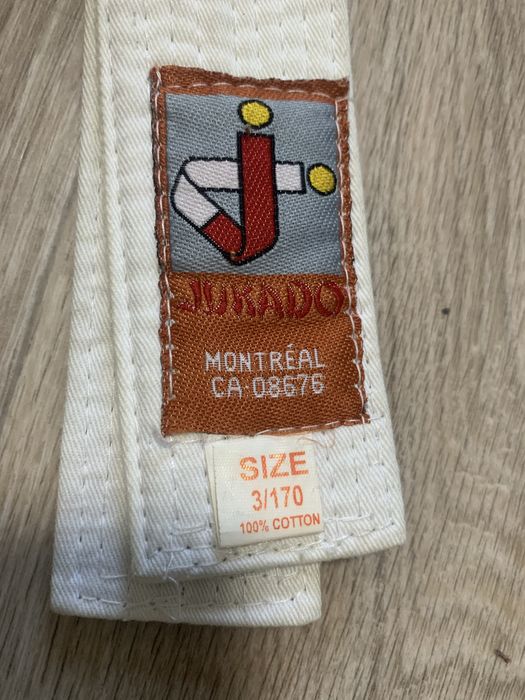 JUKADO
MONTRÉAL
CA-08676
SIZE
3/170
100% COTTON